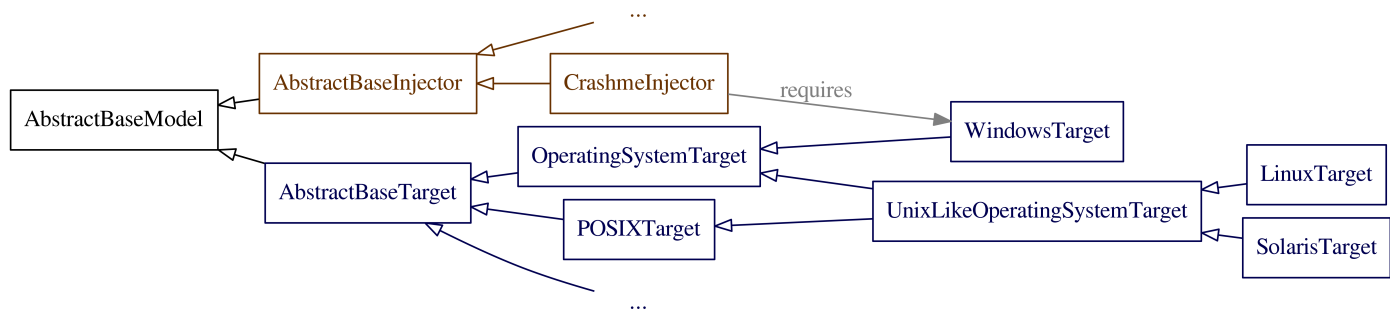 ...
AbstractBaseInjector
CrashmeInjector
requires
AbstractBaseModel
WindowsTarget
OperatingSystemTarget
AbstractBaseTarget
LinuxTarget
UnixLikeOperatingSystemTarget
POSIXTarget
SolarisTarget
...